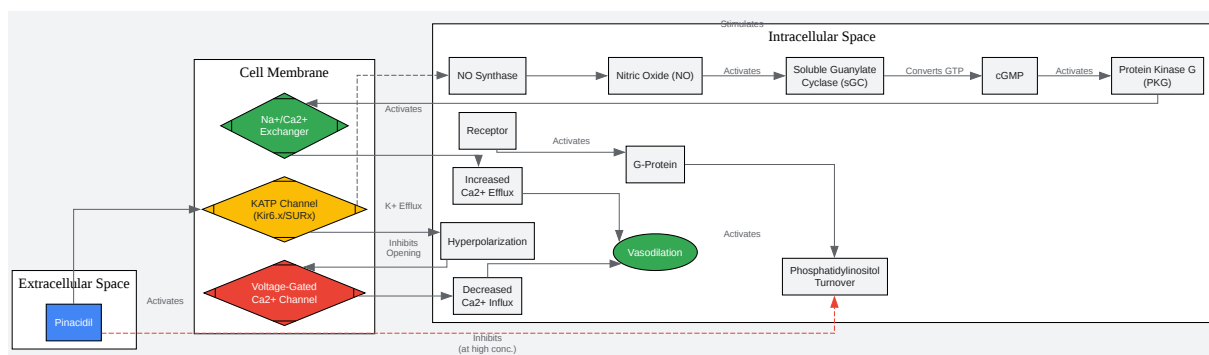 Stimulates
Intracellular Space
Cell Membrane
NO Synthase
Nitric Oxide (NO)
Activates
Soluble Guanylate
Cyclase (sGC)
Converts GTP
cGMP
Activates
Protein Kinase G
(PKG)
Activates
Na+/Ca2+
Exchanger
Receptor
Activates
G-Protein
Increased
Ca2+ Efflux
KATP Channel
(Kir6.x/SURx)
K+ Efflux
Hyperpolarization
Inhibits
Opening
Activates
Vasodilation
Phosphatidylinositol
Turnover
Extracellular Space
Voltage-Gated
Ca2+ Channel
Decreased
Ca2+ Influx
Activates
Pinacidil
Inhibits
(at high conc.)